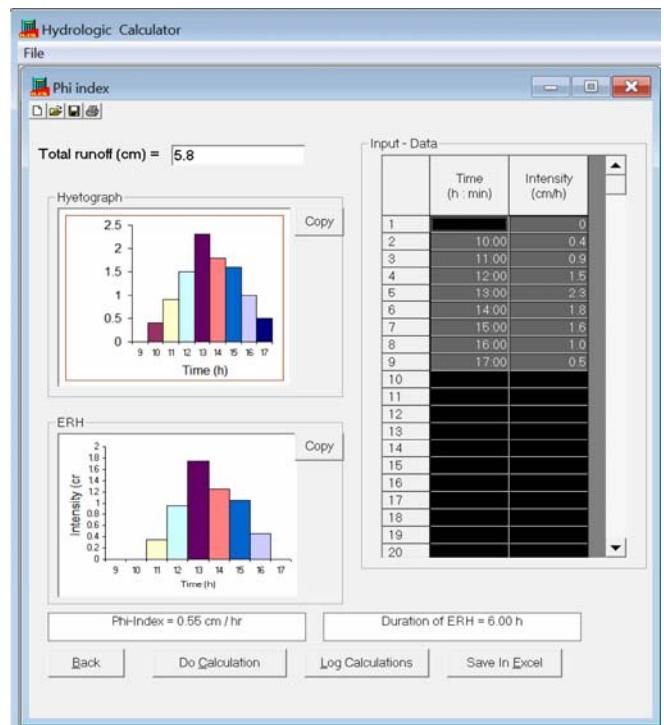 Hydrologic Calculator
File
Phi index
Total runoff (cm) = 5.8
Hyetograph
Copy
2.5
2
1.5
1
0.5
0
9 10 11 12 13 14 15 16 17
Time (h)
ERH
Copy
Intensity (cr
2
1.8
1.6
1.4
1.2
1
0.8
0.6
0.4
0.2
0
9 10 11 12 13 14 15 16 17
Time (h)
Input - Data
Time Intensity
(h : min) (cm/h)
1 0
2 10:00 0.4
3 11:00 0.9
4 12:00 1.5
5 13:00 2.3
6 14:00 1.8
7 15:00 1.6
8 16:00 1.0
9 17:00 0.5
10
11
12
13
14
15
16
17
18
19
20
Phi-Index = 0.55 cm / hr
Duration of ERH = 6.00 h
Back Do Calculation Log Calculations Save In Excel